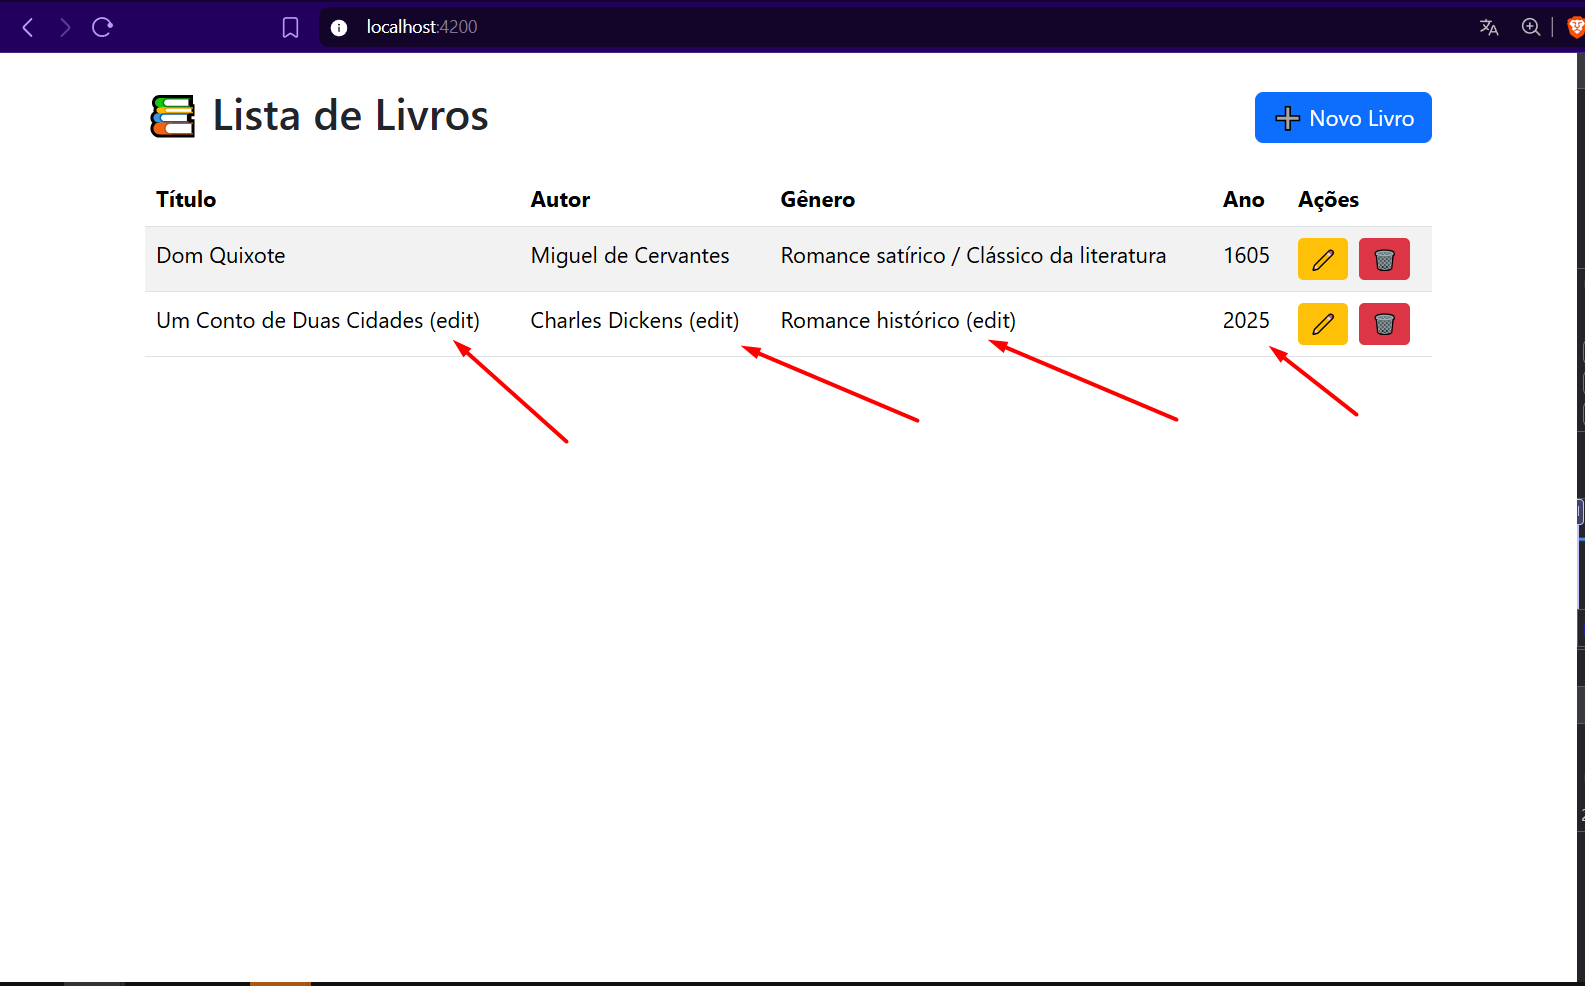 localhost:4200
Lista de Livros
Novo Livro
Título Autor Gênero Ano Ações
Dom Quixote Miguel de Cervantes Romance satírico / Clássico da literatura 1605
Um Conto de Duas Cidades (edit) Charles Dickens (edit) Romance histórico (edit) 2025